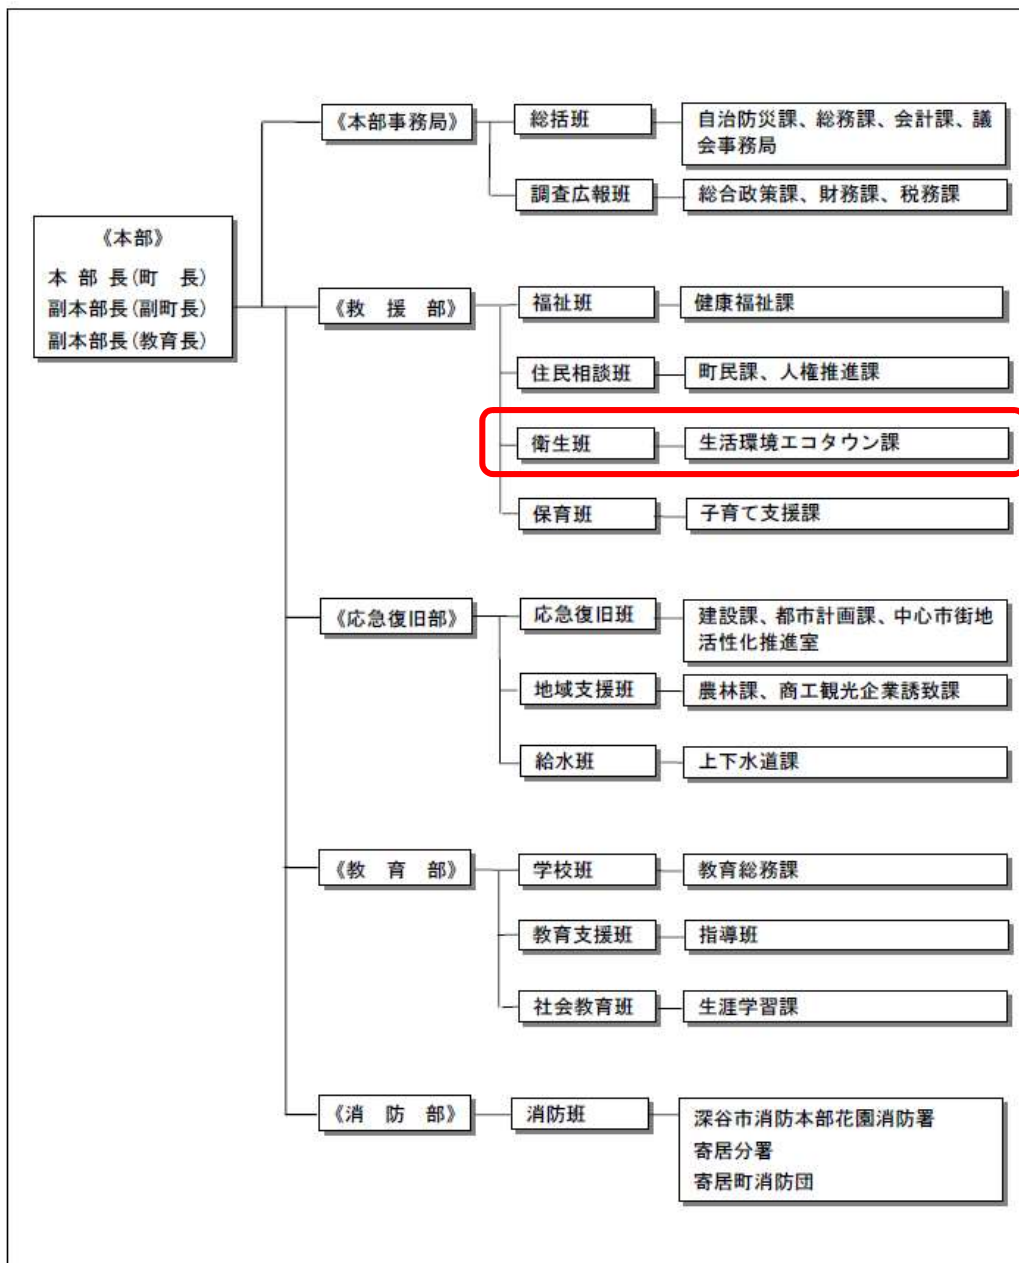 《本部》
本 部 長(町　長)
副本部長(副町長)
副本部長(教育長)
《本部事務局》
総括班
自治防災課、総務課、会計課、議
会事務局
調査広報班
総合政策課、財務課、税務課
《救　援　部》
福祉班
健康福祉課
住民相談班
町民課、人権推進課
衛生班
生活環境エコタウン課
保育班
子育て支援課
《応急復旧部》
応急復旧班
建設課、都市計画課、中心市街地
活性化推進室
地域支援班
農林課、商工観光企業誘致課
給水班
上下水道課
《教　育　部》
学校班
教育総務課
教育支援班
指導班
社会教育班
生涯学習課
《消　防　部》
消防班
深谷市消防本部花園消防署
寄居分署
寄居町消防団